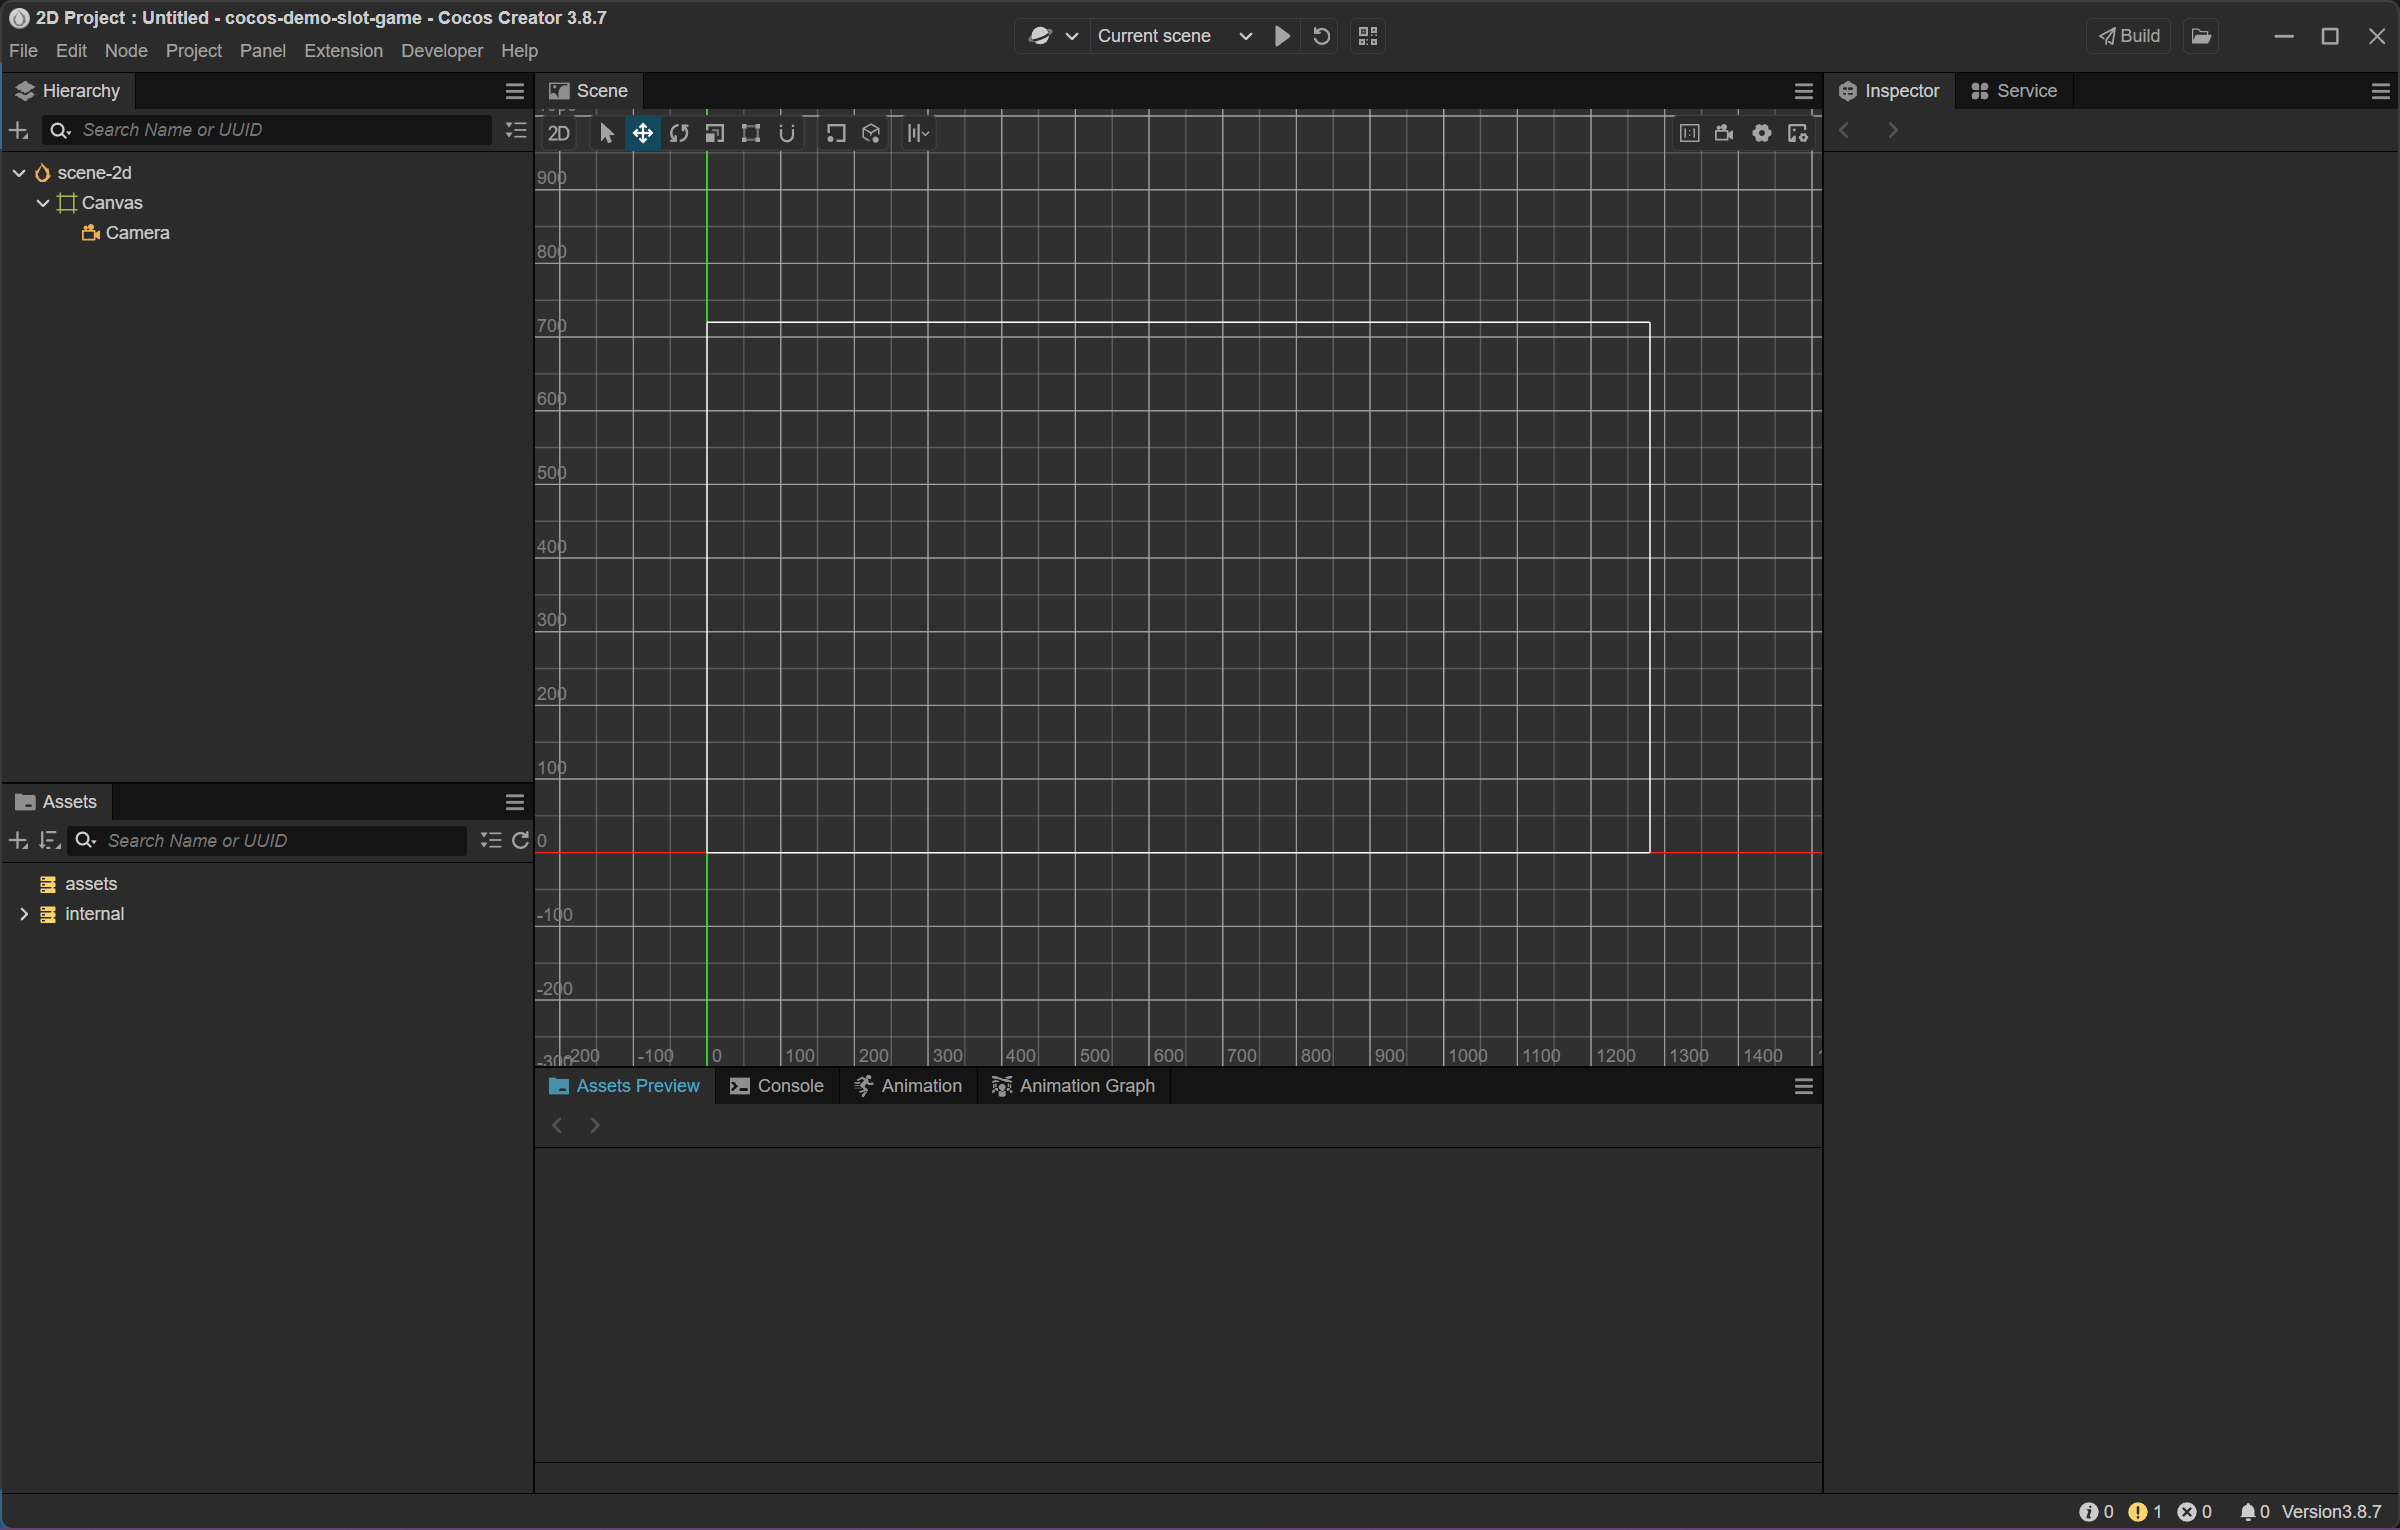 2D Project : Untitled - cocos-demo-slot-game - Cocos Creator 3.8.7
File Edit Node Project Panel Extension Developer Help
Current scene
Build
Hierarchy
Search Name or UUID
scene-2d
Canvas
Camera
Assets
Search Name or UUID
assets
internal
Scene
2D
900
800
700
600
500
400
300
200
100
0
-100
-200
-300
-200 -100 0 100 200 300 400 500 600 700 800 900 1000 1100 1200 1300 1400
Assets Preview Console Animation Animation Graph
Inspector Service
0 1 0 0 Version3.8.7